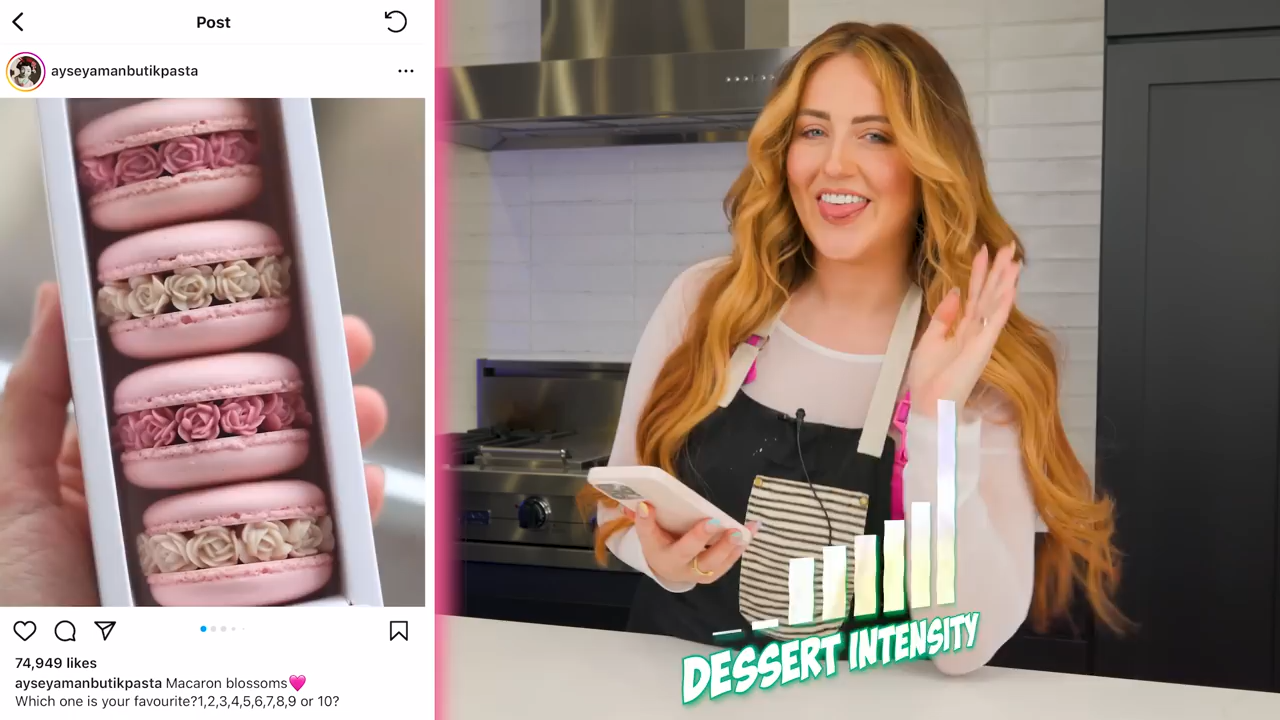 Post
ayseyamanbutikpasta
74,949 likes
ayseyamanbutikpasta Macaron blossoms🩷
Which one is your favourite?1,2,3,4,5,6,7,8,9 or 10?
DESSERT INTENSITY